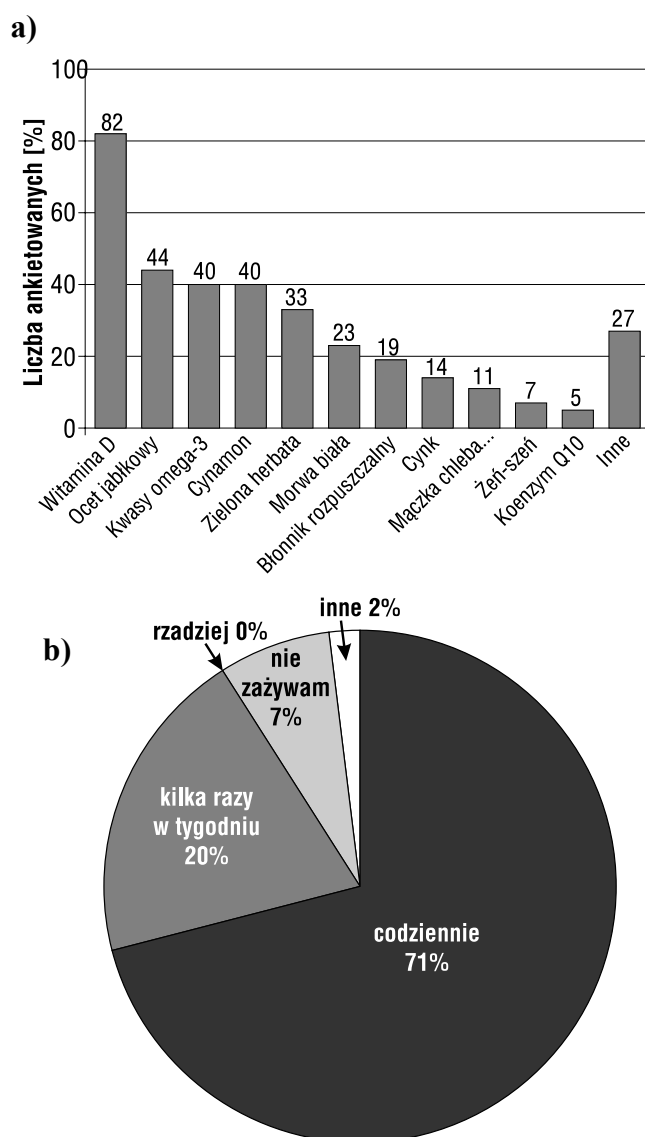 a)
Liczba ankietowanych [%]
100
80
60
40
20
0
82
44
40
40
33
23
19
14
11
7
5
27
Witamina D
Ocet jabłkowy
Kwasy omega-3
Cynamon
Zielona herbata
Morwa biała
Błonnik rozpuszczalny
Cynk
Mączka chleba...
Żeń-szeń
Koenzym Q10
Inne
b)
rzadziej 0%
inne 2%
nie
zażywam
7%
kilka razy
w tygodniu
20%
codziennie
71%